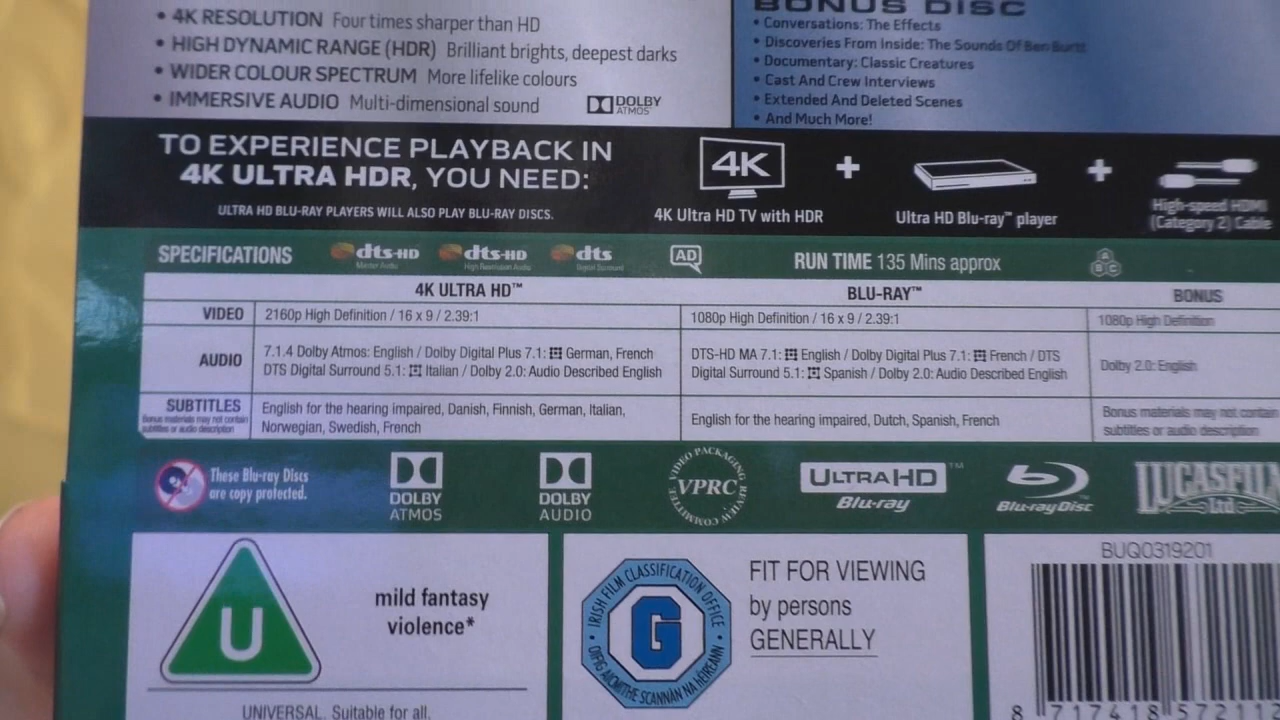 • 4K RESOLUTION Four times sharper than HD
• HIGH DYNAMIC RANGE (HDR) Brilliant brights, deepest darks
• WIDER COLOUR SPECTRUM More lifelike colours
• IMMERSIVE AUDIO Multi-dimensional sound
DOLBY
ATMOS
BONUS DISC
• Conversations: The Effects
• Discoveries From Inside: The Sounds Of Ben Burtt
• Documentary: Classic Creatures
• Cast And Crew Interviews
• Extended And Deleted Scenes
• And Much More!
TO EXPERIENCE PLAYBACK IN
4K ULTRA HDR, YOU NEED:
ULTRA HD BLU-RAY PLAYERS WILL ALSO PLAY BLU-RAY DISCS.
4K
+
+
4K Ultra HD TV with HDR
Ultra HD Blu-ray™ player
High-speed HDMI
(Category 2) Cable
SPECIFICATIONS
dts-HD
Master Audio
dts-HD
High Resolution Audio
dts
Digital Surround
AD
RUN TIME 135 Mins approx
A
B C
4K ULTRA HD™
BLU-RAY™
BONUS
VIDEO
2160p High Definition / 16 x 9 / 2.39:1
1080p High Definition / 16 x 9 / 2.39:1
1080p High Definition
AUDIO
7.1.4 Dolby Atmos: English / Dolby Digital Plus 7.1: German, French
DTS Digital Surround 5.1: Italian / Dolby 2.0: Audio Described English
DTS-HD MA 7.1: English / Dolby Digital Plus 7.1: French / DTS
Digital Surround 5.1: Spanish / Dolby 2.0: Audio Described English
Dolby 2.0: English
SUBTITLES
Bonus materials may not contain
subtitles or audio description
English for the hearing impaired, Danish, Finnish, German, Italian,
Norwegian, Swedish, French
English for the hearing impaired, Dutch, Spanish, French
Bonus materials may not contain
subtitles or audio description
These Blu-ray Discs
are copy protected.
DOLBY
ATMOS
DOLBY
AUDIO
VIDEO PACKAGING REVIEW COMMITTEE
VPRC
ULTRA HD™
Blu-ray
Blu-ray Disc™
LUCASFIL
Ltd
U
mild fantasy
violence*
UNIVERSAL. Suitable for all.
IRISH FILM CLASSIFICATION OFFICE
G
OIFIG AICMITHE SCANNÁN NA hÉIREANN
FIT FOR VIEWING
by persons
GENERALLY
BUQ0319201
8 717418 572112